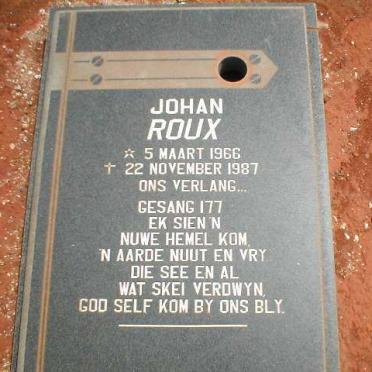 JOHAN
ROUX
☆ 5 MAART 1966
† 22 NOVEMBER 1987
ONS VERLANG...
GESANG 177
EK SIEN 'N
NUWE HEMEL KOM,
'N AARDE NUUT EN VRY.
DIE SEE EN AL
WAT SKEI VERDWYN,
GOD SELF KOM BY ONS BLY.